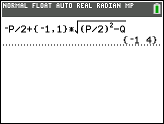 NORMAL FLOAT AUTO REAL RADIAN MP
-P/2+{-1,1}*√(P/2)²-Q
{-1 4}